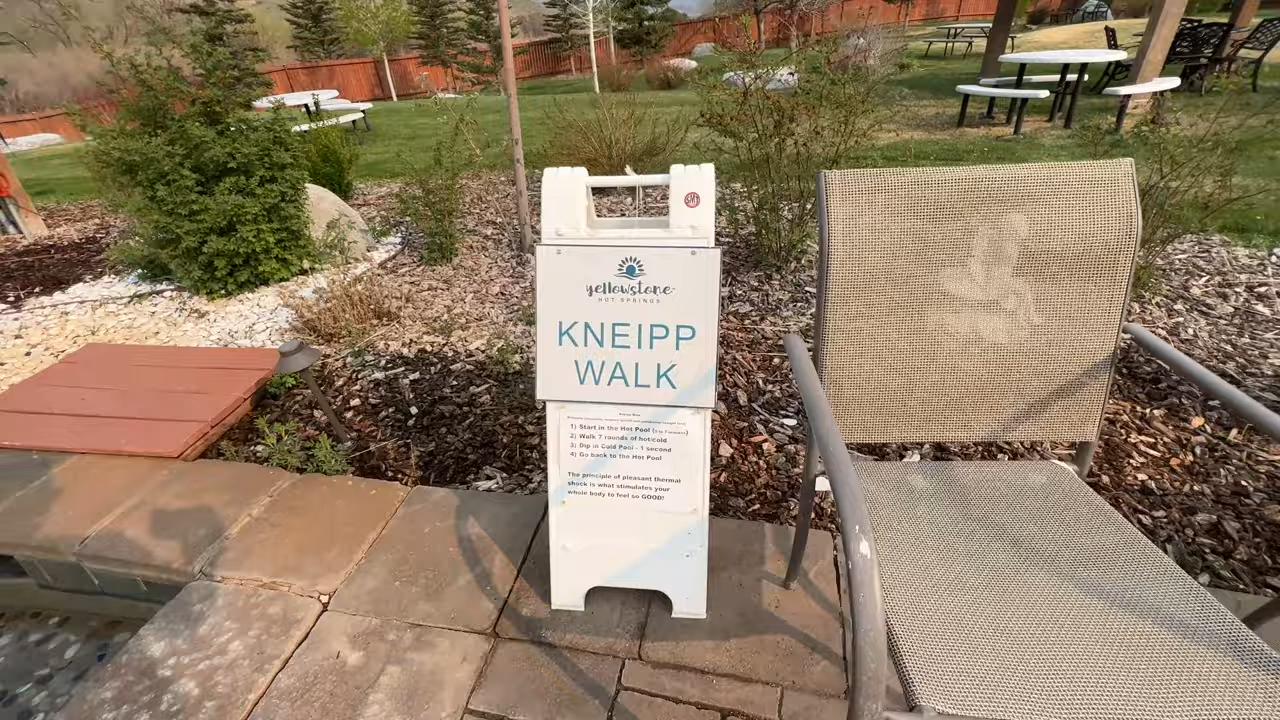 SMI
yellowstone
HOT SPRINGS
KNEIPP
WALK
1) Start in the Hot Pool
2) Walk 7 rounds of hot/cold
3) Dip in Cold Pool - 1 second
4) Go back to the Hot Pool
The principle of pleasant thermal
shock is what stimulates your
whole body to feel so GOOD!